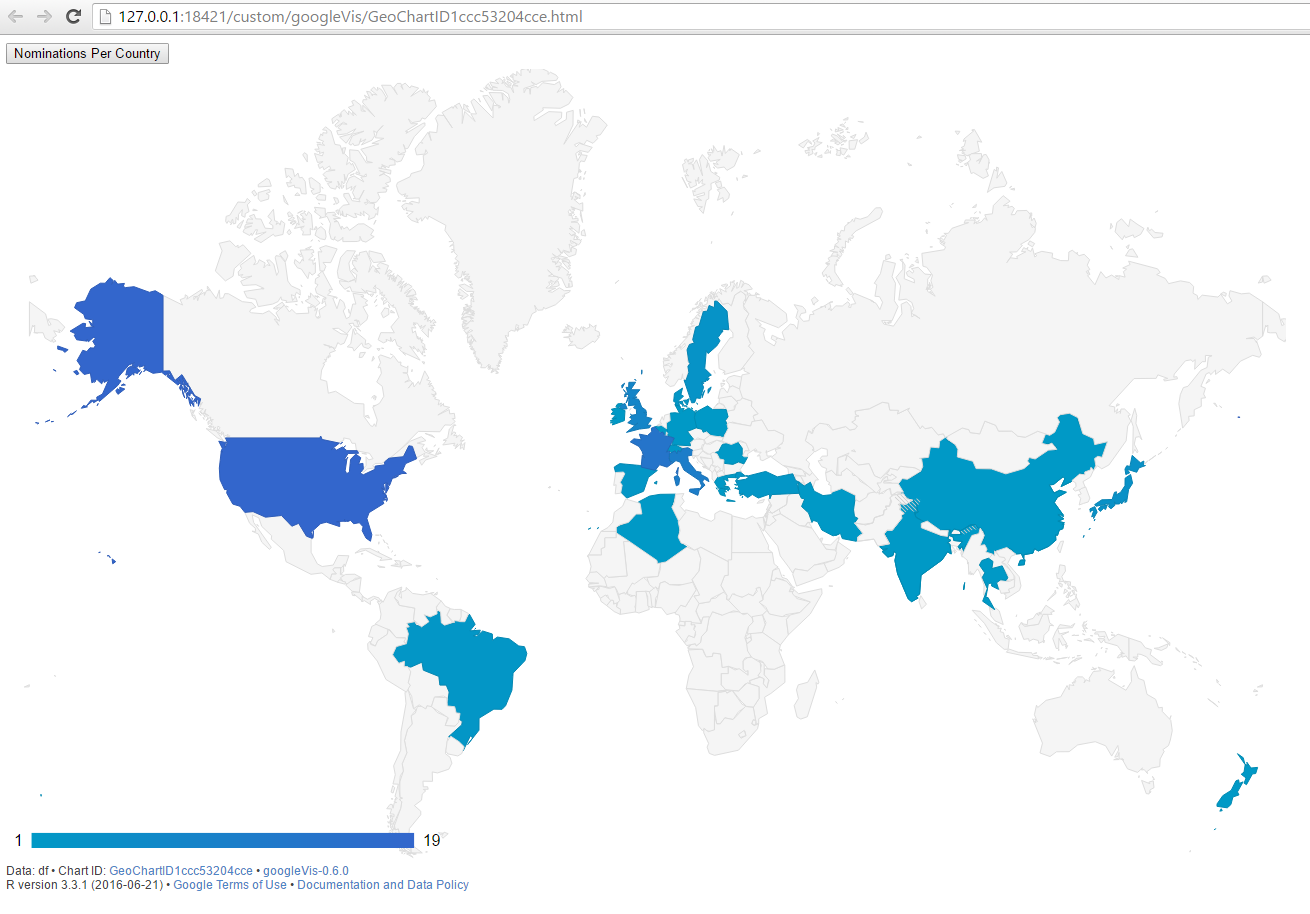 127.0.0.1:18421/custom/googleVis/GeoChartID1ccc53204cce.html
Nominations Per Country
1 19
Data: df • Chart ID: GeoChartID1ccc53204cce • googleVis-0.6.0
R version 3.3.1 (2016-06-21) • Google Terms of Use • Documentation and Data Policy